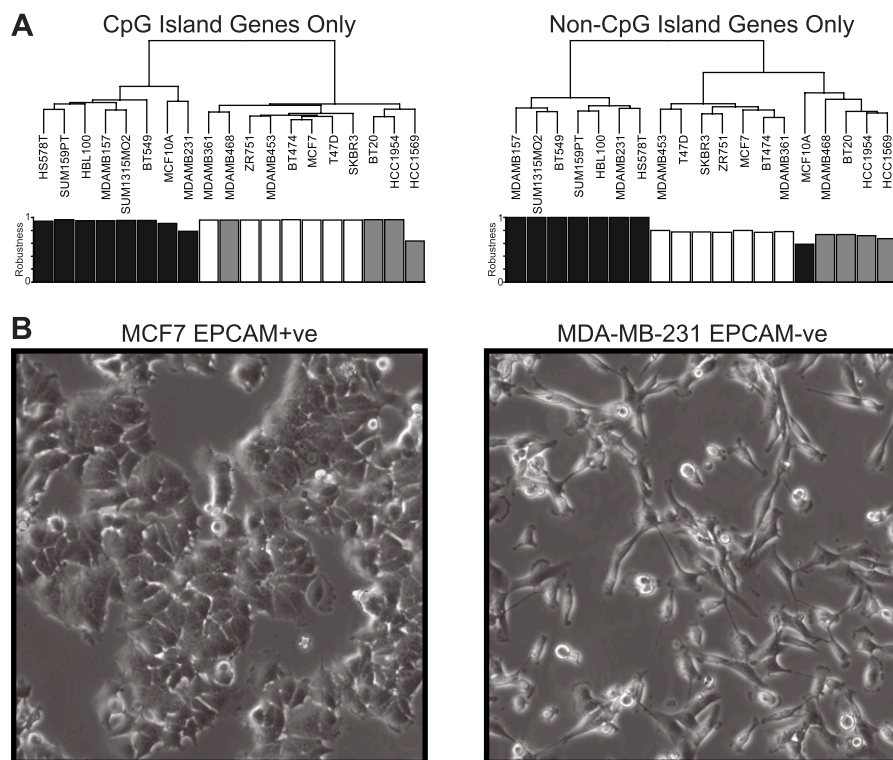 A
CpG Island Genes Only
HS578T
SUM159PT
HBL100
MDAMB157
SUM1315MO2
BT549
MCF10A
MDAMB231
MDAMB361
MDAMB468
ZR751
MDAMB453
BT474
MCF7
T47D
SKBR3
BT20
HCC1954
HCC1569
Robustness
1
0
Non-CpG Island Genes Only
MDAMB157
SUM1315MO2
BT549
SUM159PT
HBL100
MDAMB231
HS578T
MDAMB453
T47D
SKBR3
ZR751
MCF7
BT474
MDAMB361
MCF10A
MDAMB468
BT20
HCC1954
HCC1569
Robustness
1
0
B
MCF7 EPCAM+ve
MDA-MB-231 EPCAM-ve